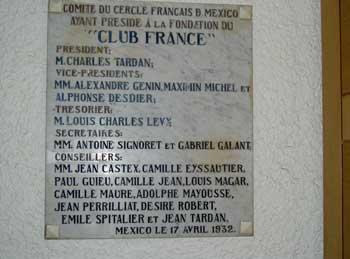 COMITE DU CERCLE FRANÇAIS D. MEXICO
AYANT PRESIDE A LA FONDATION DU
"CLUB FRANCE"
PRESIDENT:
M. CHARLES TARDAN;
VICE-PRESIDENTS:
MM. ALEXANDRE GENIN, MAXIMIN MICHEL ET
ALPHONSE DESDIER;
TRESORIER:
M. LOUIS CHARLES LEVY;
SECRETAIRES:
MM. ANTOINE SIGNORET ET GABRIEL GALANT
CONSEILLERS:
MM. JEAN CASTEX, CAMILLE EYSSAUTIER,
PAUL GUIEU, CAMILLE JEAN, LOUIS MAGAR,
CAMILLE MAURE, ADOLPHE MAYOUSSE,
JEAN PERRILLIAT, DESIRE ROBERT,
EMILE SPITALIER ET JEAN TARDAN.
MEXICO LE 17 AVRIL 1932.